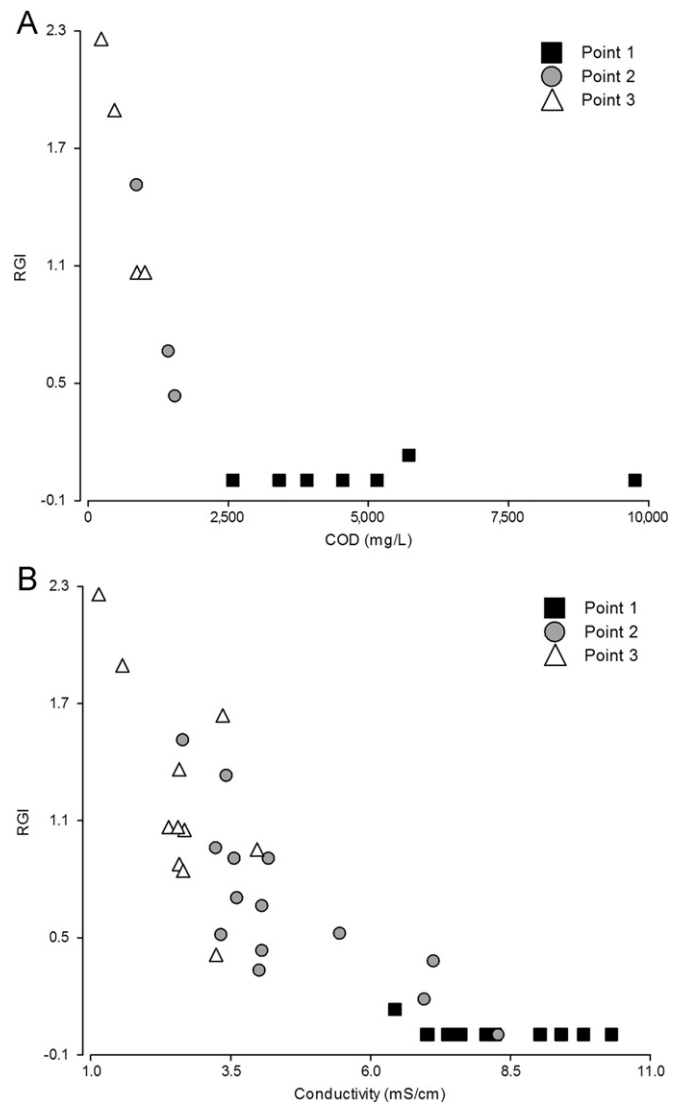 A
2.3
1.7
1.1
0.5
-0.1
RGI
0 2,500 5,000 7,500 10,000
COD (mg/L)
Point 1
Point 2
Point 3
B
2.3
1.7
1.1
0.5
-0.1
RGI
1.0 3.5 6.0 8.5 11.0
Conductivity (mS/cm)
Point 1
Point 2
Point 3